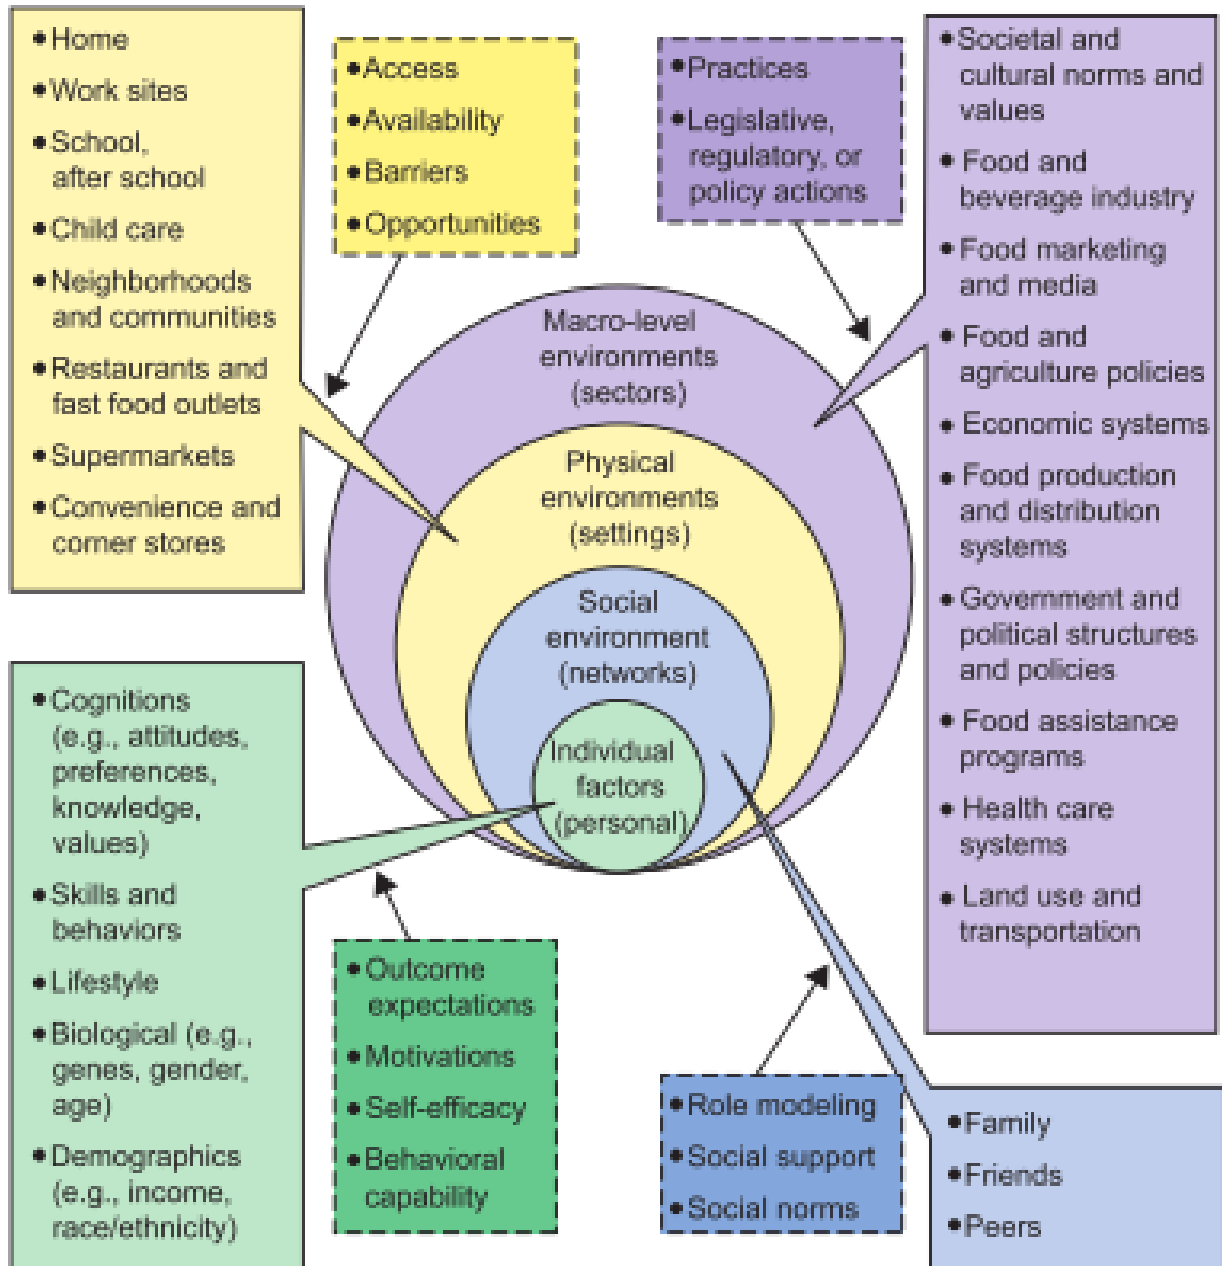 • Home
• Work sites
• School,
after school
• Child care
• Neighborhoods
and communities
• Restaurants and
fast food outlets
• Supermarkets
• Convenience and
corner stores
• Access
• Availability
• Barriers
• Opportunities
• Practices
• Legislative,
regulatory, or
policy actions
• Societal and
cultural norms and
values
• Food and
beverage industry
• Food marketing
and media
• Food and
agriculture policies
• Economic systems
• Food production
and distribution
systems
• Government and
political structures
and policies
• Food assistance
programs
• Health care
systems
• Land use and
transportation
Macro-level
environments
(sectors)
Physical
environments
(settings)
Social
environment
(networks)
Individual
factors
(personal)
• Cognitions
(e.g., attitudes,
preferences,
knowledge,
values)
• Skills and
behaviors
• Lifestyle
• Biological (e.g.,
genes, gender,
age)
• Demographics
(e.g., income,
race/ethnicity)
• Outcome
expectations
• Motivations
• Self-efficacy
• Behavioral
capability
• Role modeling
• Social support
• Social norms
• Family
• Friends
• Peers